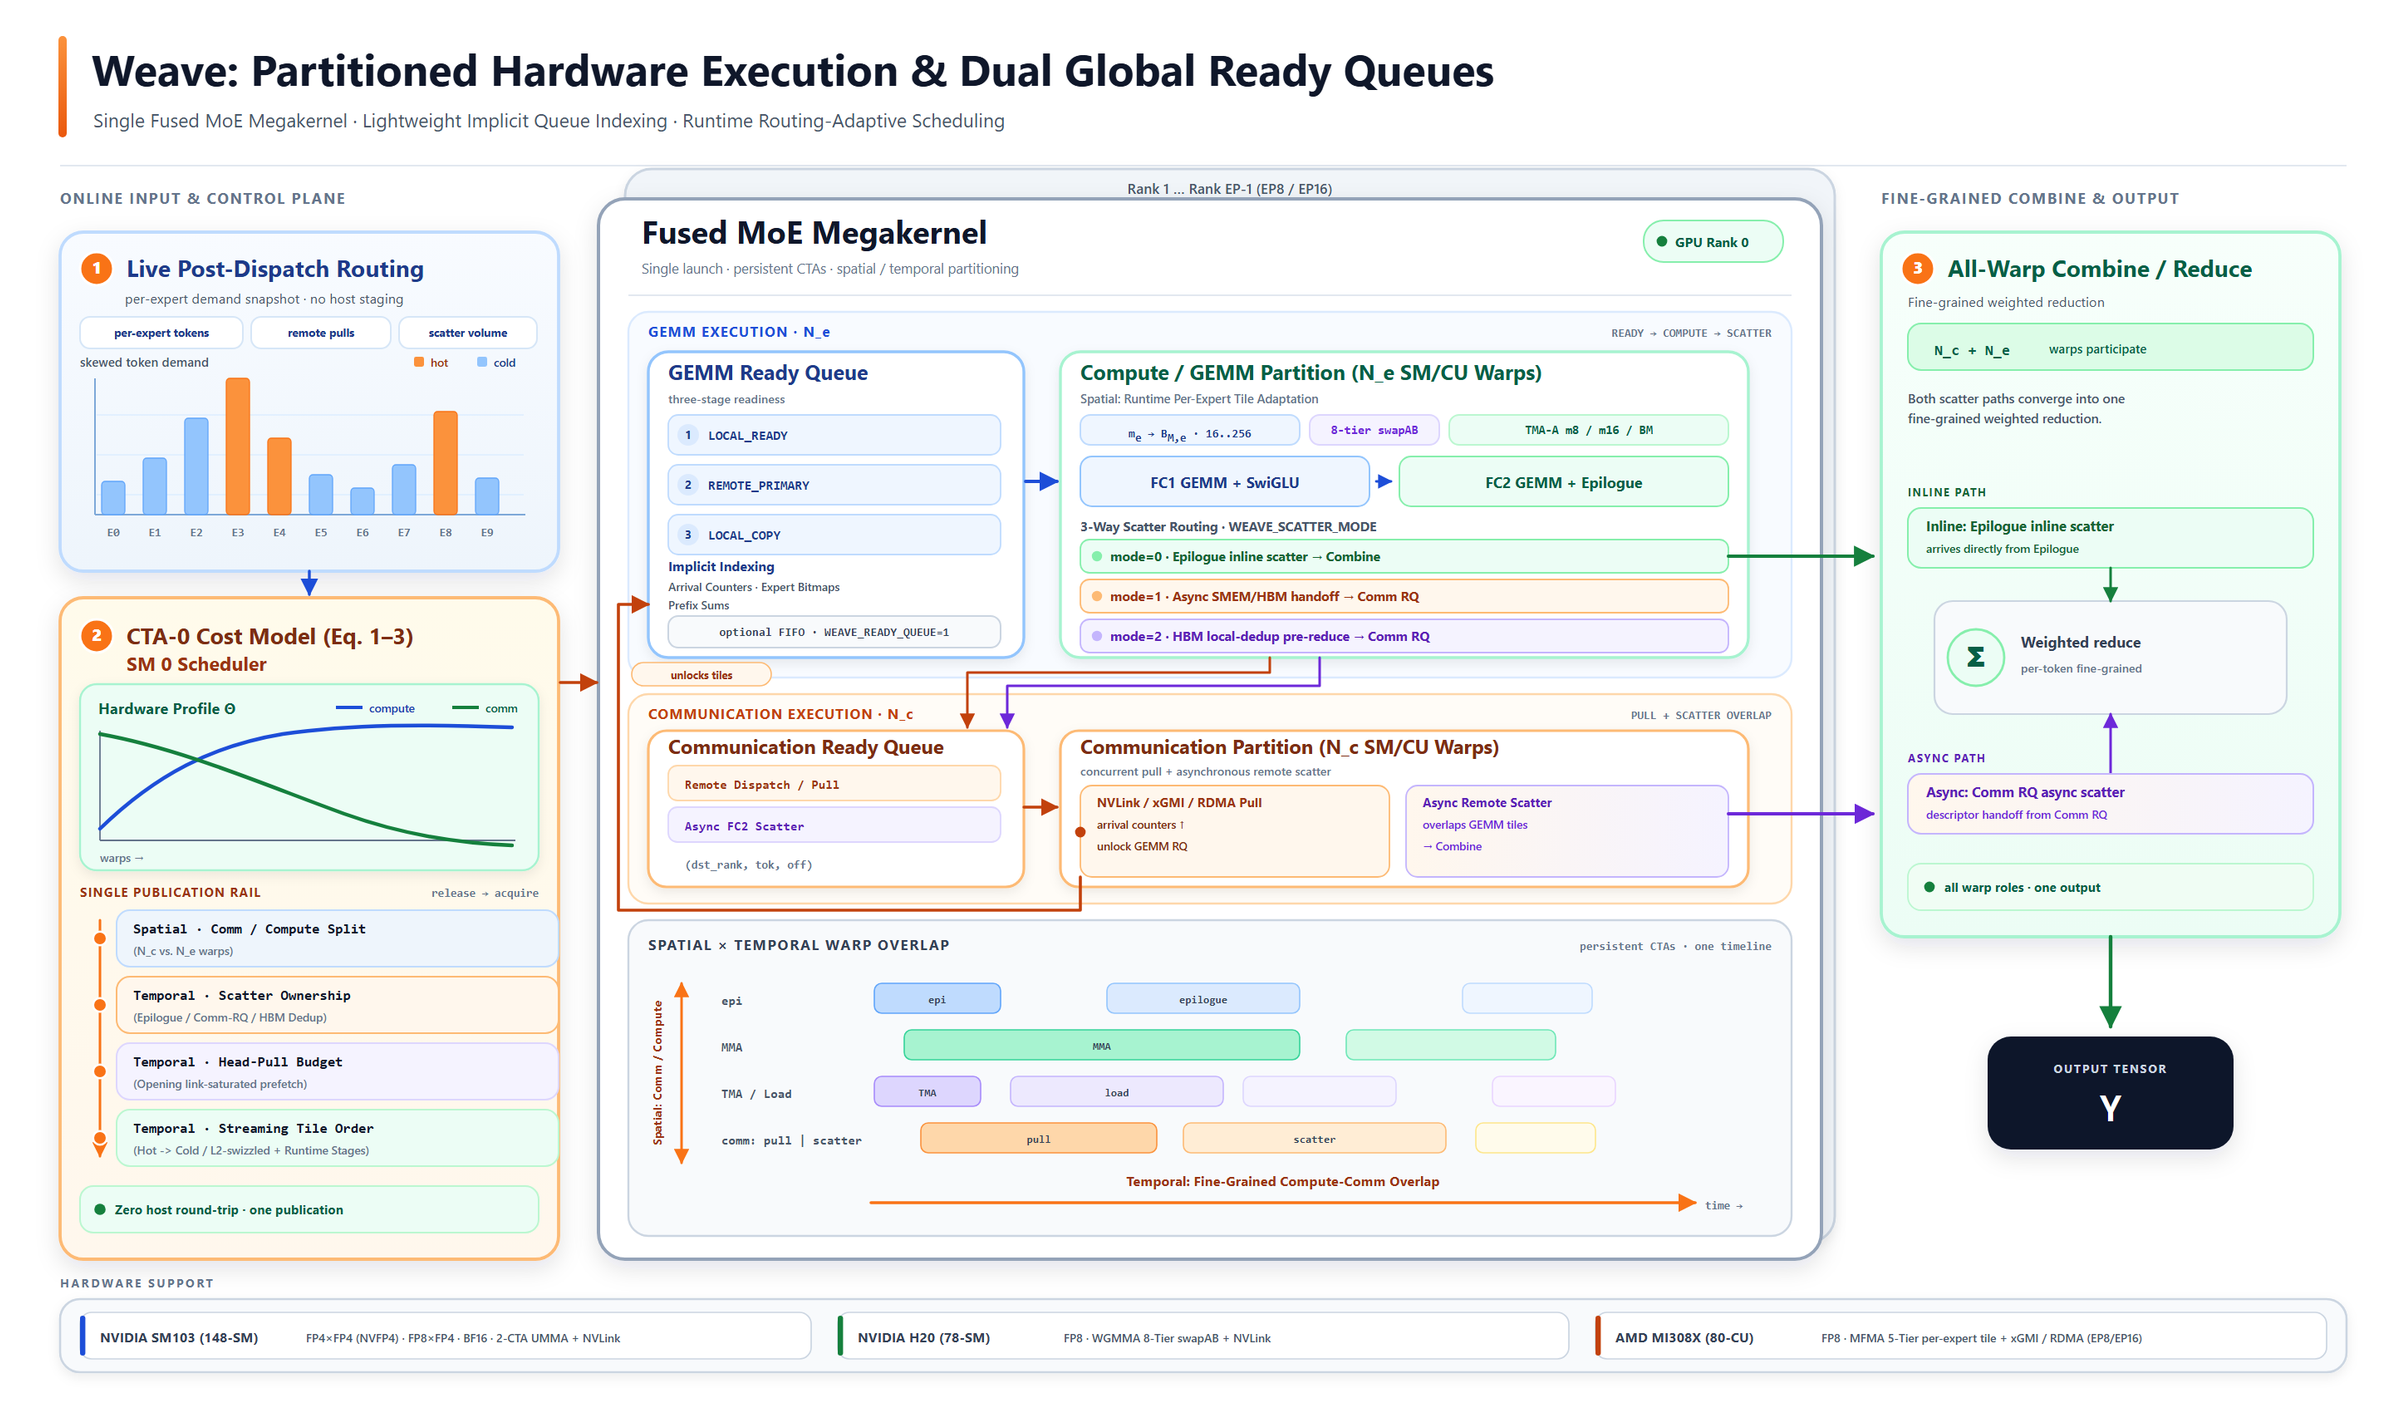 Weave: Partitioned Hardware Execution & Dual Global Ready Queues
Single Fused MoE Megakernel · Lightweight Implicit Queue Indexing · Runtime Routing-Adaptive Scheduling
ONLINE INPUT & CONTROL PLANE
1 Live Post-Dispatch Routing
per-expert demand snapshot · no host staging
per-expert tokens remote pulls scatter volume
skewed token demand hot cold
E0 E1 E2 E3 E4 E5 E6 E7 E8 E9
2 CTA-0 Cost Model (Eq. 1–3)
SM 0 Scheduler
Hardware Profile Θ compute comm
warps →
SINGLE PUBLICATION RAIL release → acquire
Spatial · Comm / Compute Split
(N_c vs. N_e warps)
Temporal · Scatter Ownership
(Epilogue / Comm-RQ / HBM Dedup)
Temporal · Head-Pull Budget
(Opening link-saturated prefetch)
Temporal · Streaming Tile Order
(Hot -> Cold / L2-swizzled + Runtime Stages)
Zero host round-trip · one publication
Rank 1 ... Rank EP-1 (EP8 / EP16)
Fused MoE Megakernel
GPU Rank 0
Single launch · persistent CTAs · spatial / temporal partitioning
GEMM EXECUTION · N_e READY → COMPUTE → SCATTER
GEMM Ready Queue
three-stage readiness
1 LOCAL_READY
2 REMOTE_PRIMARY
3 LOCAL_COPY
Implicit Indexing
Arrival Counters · Expert Bitmaps
Prefix Sums
optional FIFO · WEAVE_READY_QUEUE=1
unlocks tiles
Compute / GEMM Partition (N_e SM/CU Warps)
Spatial: Runtime Per-Expert Tile Adaptation
me → BM,e · 16..256 8-tier swapAB TMA-A m8 / m16 / BM
FC1 GEMM + SwiGLU FC2 GEMM + Epilogue
3-Way Scatter Routing · WEAVE_SCATTER_MODE
mode=0 · Epilogue inline scatter → Combine
mode=1 · Async SMEM/HBM handoff → Comm RQ
mode=2 · HBM local-dedup pre-reduce → Comm RQ
COMMUNICATION EXECUTION · N_c PULL + SCATTER OVERLAP
Communication Ready Queue
Remote Dispatch / Pull
Async FC2 Scatter
(dst_rank, tok, off)
Communication Partition (N_c SM/CU Warps)
concurrent pull + asynchronous remote scatter
NVLink / xGMI / RDMA Pull
arrival counters ↑
unlock GEMM RQ
Async Remote Scatter
overlaps GEMM tiles
→ Combine
SPATIAL × TEMPORAL WARP OVERLAP persistent CTAs · one timeline
Spatial: Comm / Compute
epi epi epilogue
MMA MMA
TMA / Load TMA load
comm: pull | scatter pull scatter
Temporal: Fine-Grained Compute-Comm Overlap
time →
FINE-GRAINED COMBINE & OUTPUT
3 All-Warp Combine / Reduce
Fine-grained weighted reduction
N_c + N_e warps participate
Both scatter paths converge into one
fine-grained weighted reduction.
INLINE PATH
Inline: Epilogue inline scatter
arrives directly from Epilogue
Σ Weighted reduce
per-token fine-grained
ASYNC PATH
Async: Comm RQ async scatter
descriptor handoff from Comm RQ
all warp roles · one output
OUTPUT TENSOR
Y
HARDWARE SUPPORT
NVIDIA SM103 (148-SM) FP4×FP4 (NVFP4) · FP8×FP4 · BF16 · 2-CTA UMMA + NVLink
NVIDIA H20 (78-SM) FP8 · WGMMA 8-Tier swapAB + NVLink
AMD MI308X (80-CU) FP8 · MFMA 5-Tier per-expert tile + xGMI / RDMA (EP8/EP16)